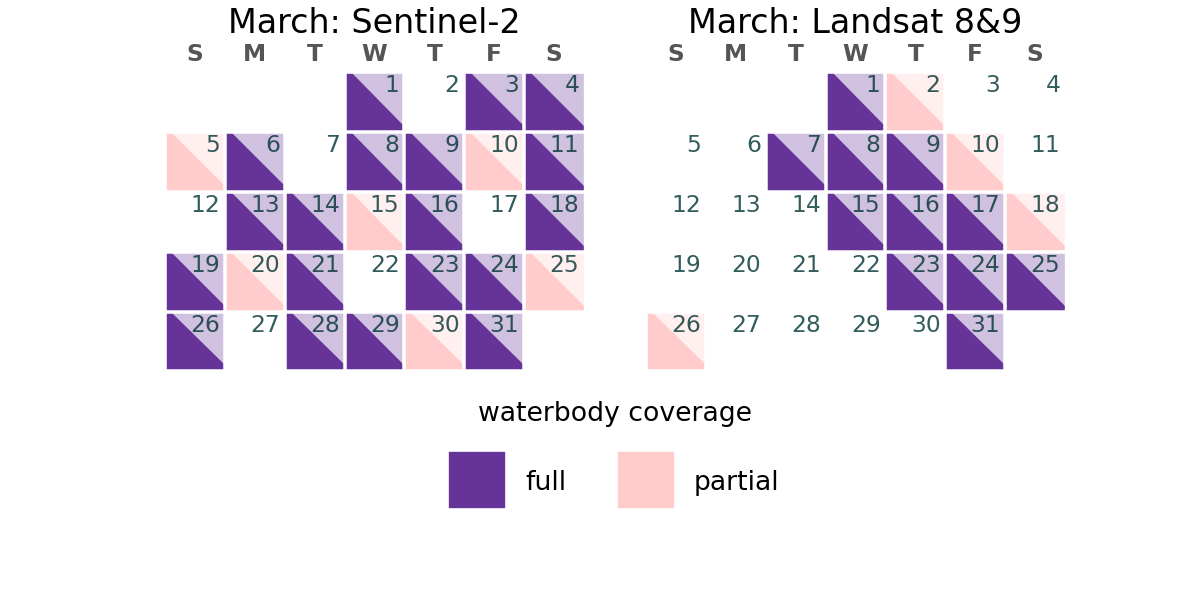 March: Sentinel-2
S M T W T F S
1 2 3 4
5 6 7 8 9 10 11
12 13 14 15 16 17 18
19 20 21 22 23 24 25
26 27 28 29 30 31
March: Landsat 8&9
S M T W T F S
1 2 3 4
5 6 7 8 9 10 11
12 13 14 15 16 17 18
19 20 21 22 23 24 25
26 27 28 29 30 31
waterbody coverage
full partial